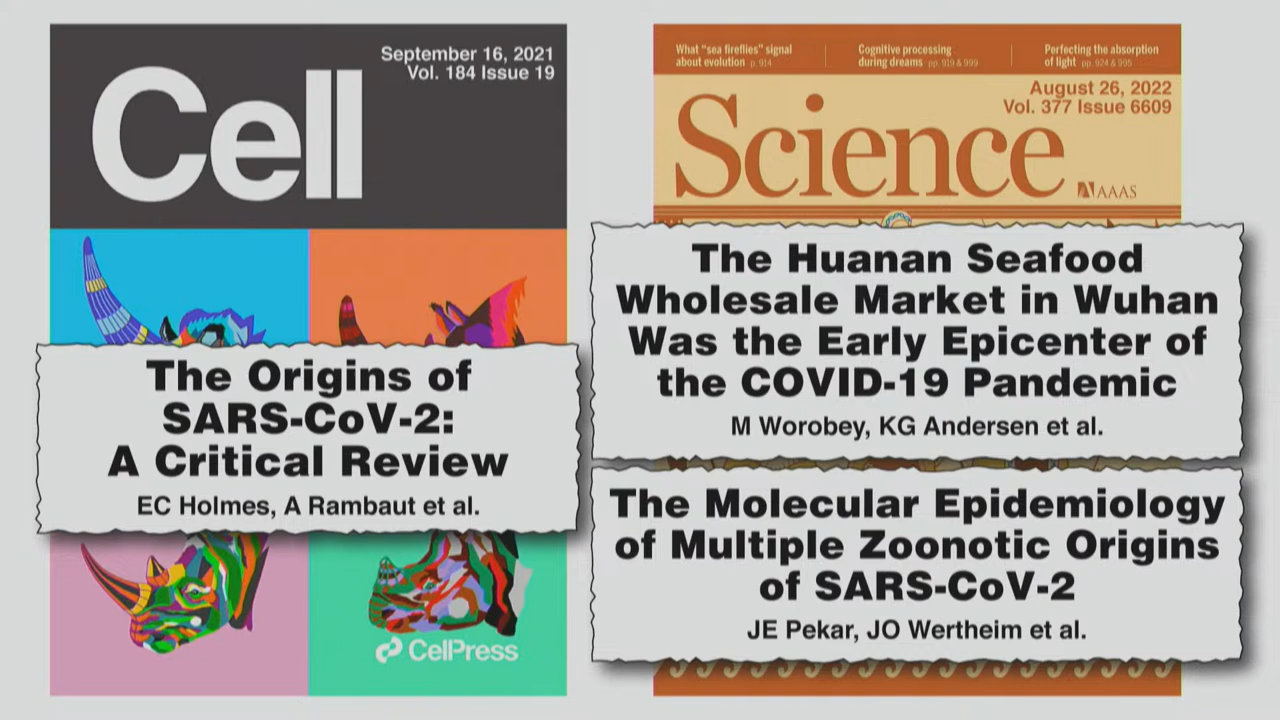 September 16, 2021
Vol. 184 Issue 19
Cell
The Origins of
SARS-CoV-2:
A Critical Review
EC Holmes, A Rambaut et al.
CellPress
What “sea fireflies” signal
about evolution p. 914
Cognitive processing
during dreams pp. 919 & 999
Perfecting the absorption
of light pp. 924 & 995
August 26, 2022
Vol. 377 Issue 6609
Science
AAAS
The Huanan Seafood
Wholesale Market in Wuhan
Was the Early Epicenter of
the COVID-19 Pandemic
M Worobey, KG Andersen et al.
The Molecular Epidemiology
of Multiple Zoonotic Origins
of SARS-CoV-2
JE Pekar, JO Wertheim et al.